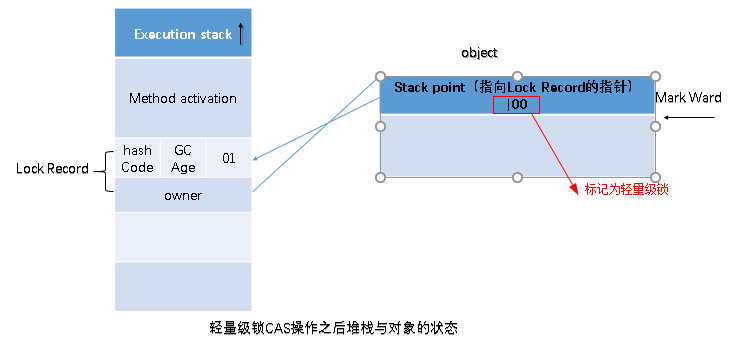 Execution stack
object
Stack point（指向Lock Record的指针）
|00
Mark Ward
Method activation
hash
Code
GC
Age
01
Lock Record
owner
标记为轻量级锁
轻量级锁CAS操作之后堆栈与对象的状态